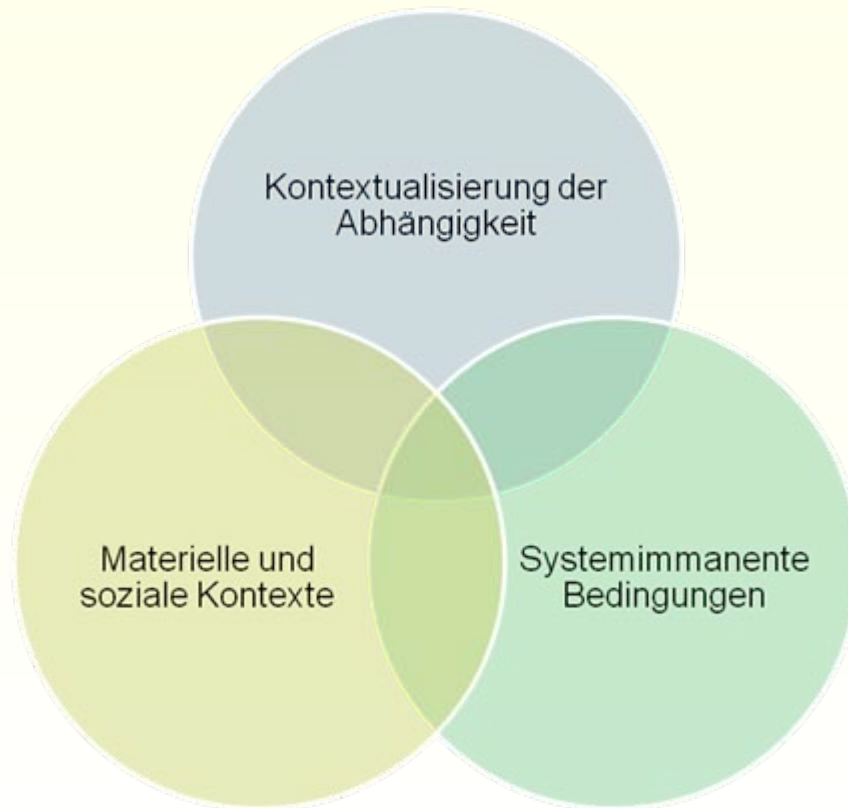 Kontextualisierung der
Abhängigkeit
Materielle und
soziale Kontexte
Systemimmanente
Bedingungen